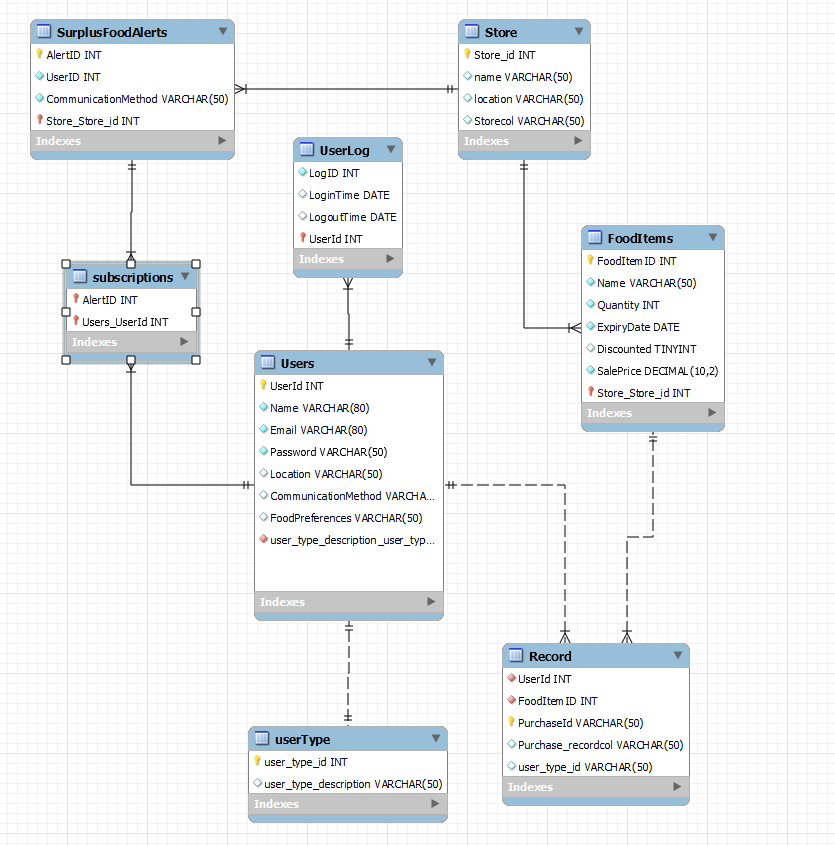 SurplusFoodAlerts
AlertID INT
UserID INT
CommunicationMethod VARCHAR(50)
Store_Store_id INT
Indexes
Store
Store_id INT
name VARCHAR(50)
location VARCHAR(50)
Storecol VARCHAR(50)
Indexes
UserLog
LogID INT
LoginTime DATE
LogoutTime DATE
UserId INT
Indexes
FoodItems
FoodItemID INT
Name VARCHAR(50)
Quantity INT
ExpiryDate DATE
Discounted TINYINT
SalePrice DECIMAL(10,2)
Store_Store_id INT
Indexes
subscriptions
AlertID INT
Users_UserId INT
Indexes
Users
UserId INT
Name VARCHAR(80)
Email VARCHAR(80)
Password VARCHAR(50)
Location VARCHAR(50)
CommunicationMethod VARCHA...
FoodPreferences VARCHAR(50)
user_type_description_user_typ...
Indexes
Record
UserId INT
FoodItemID INT
PurchaseId VARCHAR(50)
Purchase_recordcol VARCHAR(50)
user_type_id VARCHAR(50)
Indexes
userType
user_type_id INT
user_type_description VARCHAR(50)
Indexes